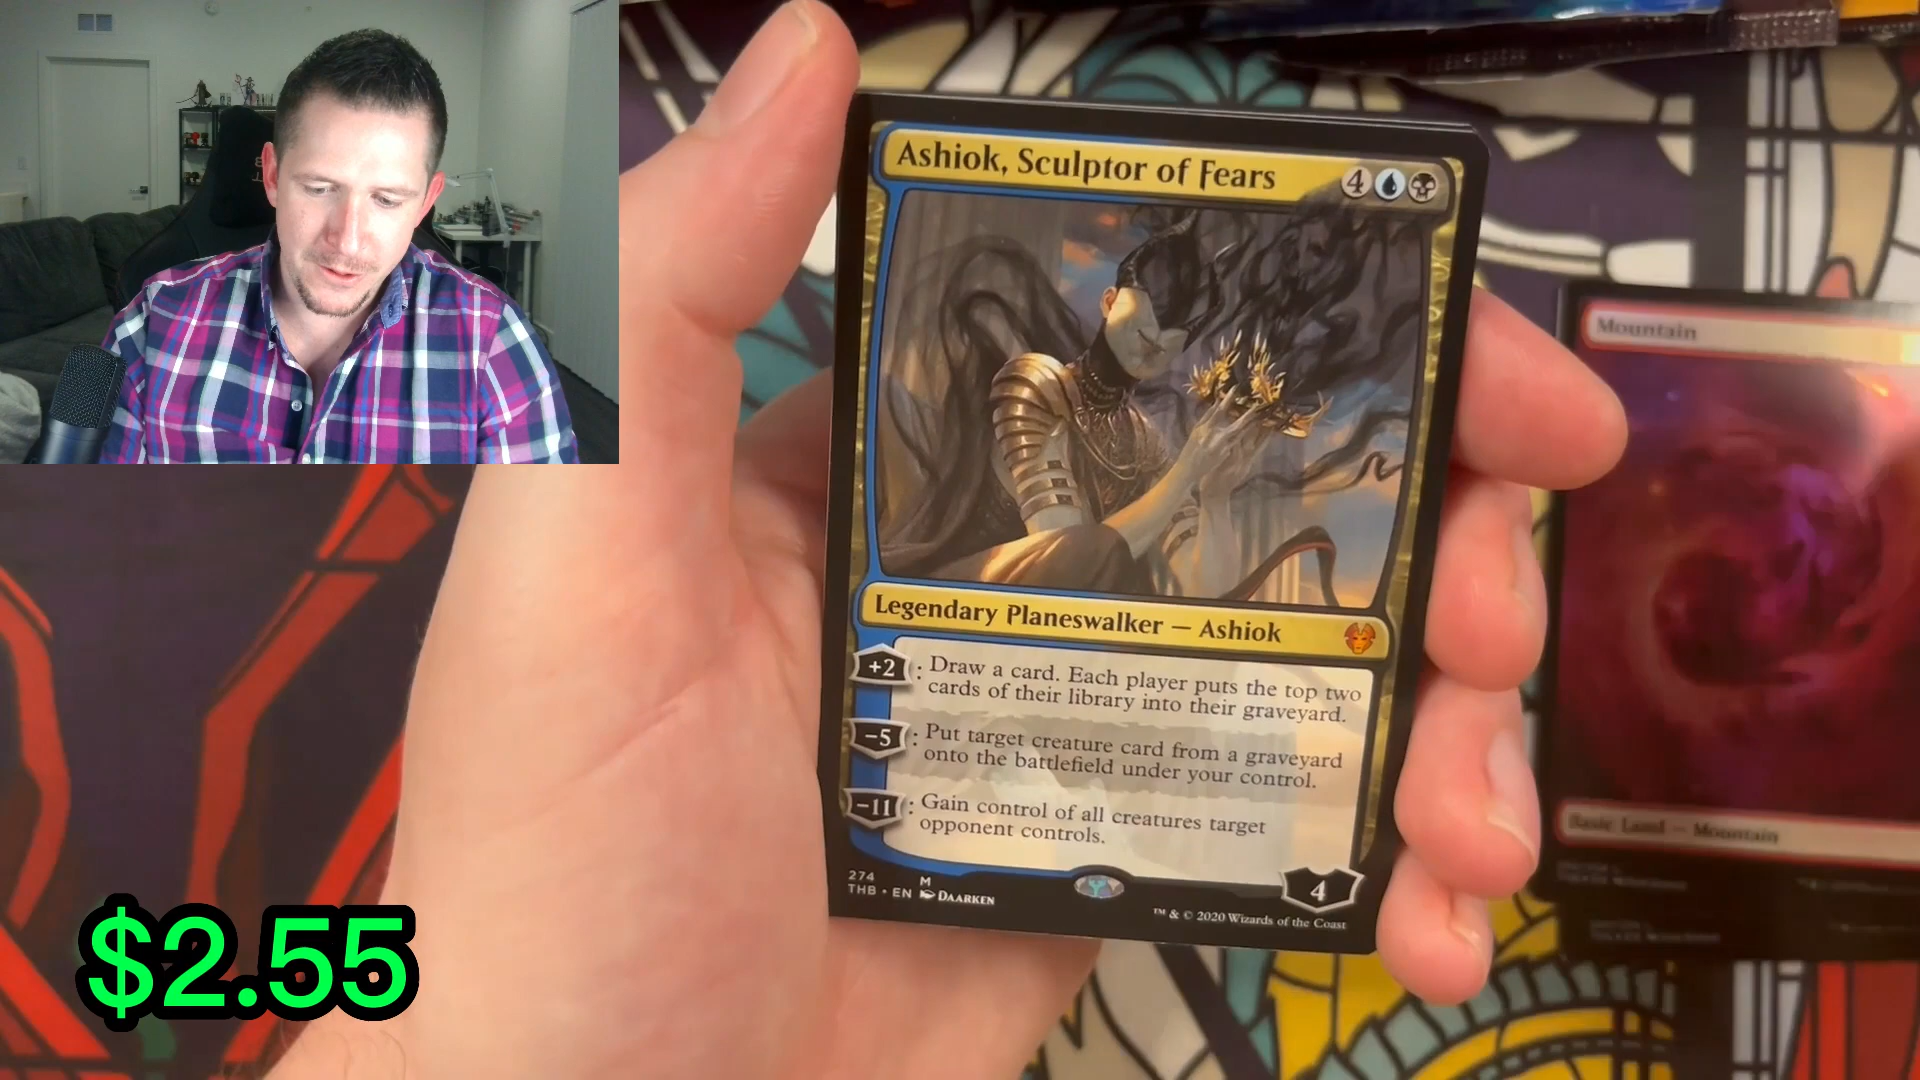 Ashiok, Sculptor of Fears
4
Legendary Planeswalker — Ashiok
+2: Draw a card. Each player puts the top two
cards of their library into their graveyard.
−5: Put target creature card from a graveyard
onto the battlefield under your control.
−11: Gain control of all creatures target
opponent controls.
4
274 M
THB • EN DAARKEN
™ & © 2020 Wizards of the Coast
Mountain
Basic Land — Mountain
$2.55